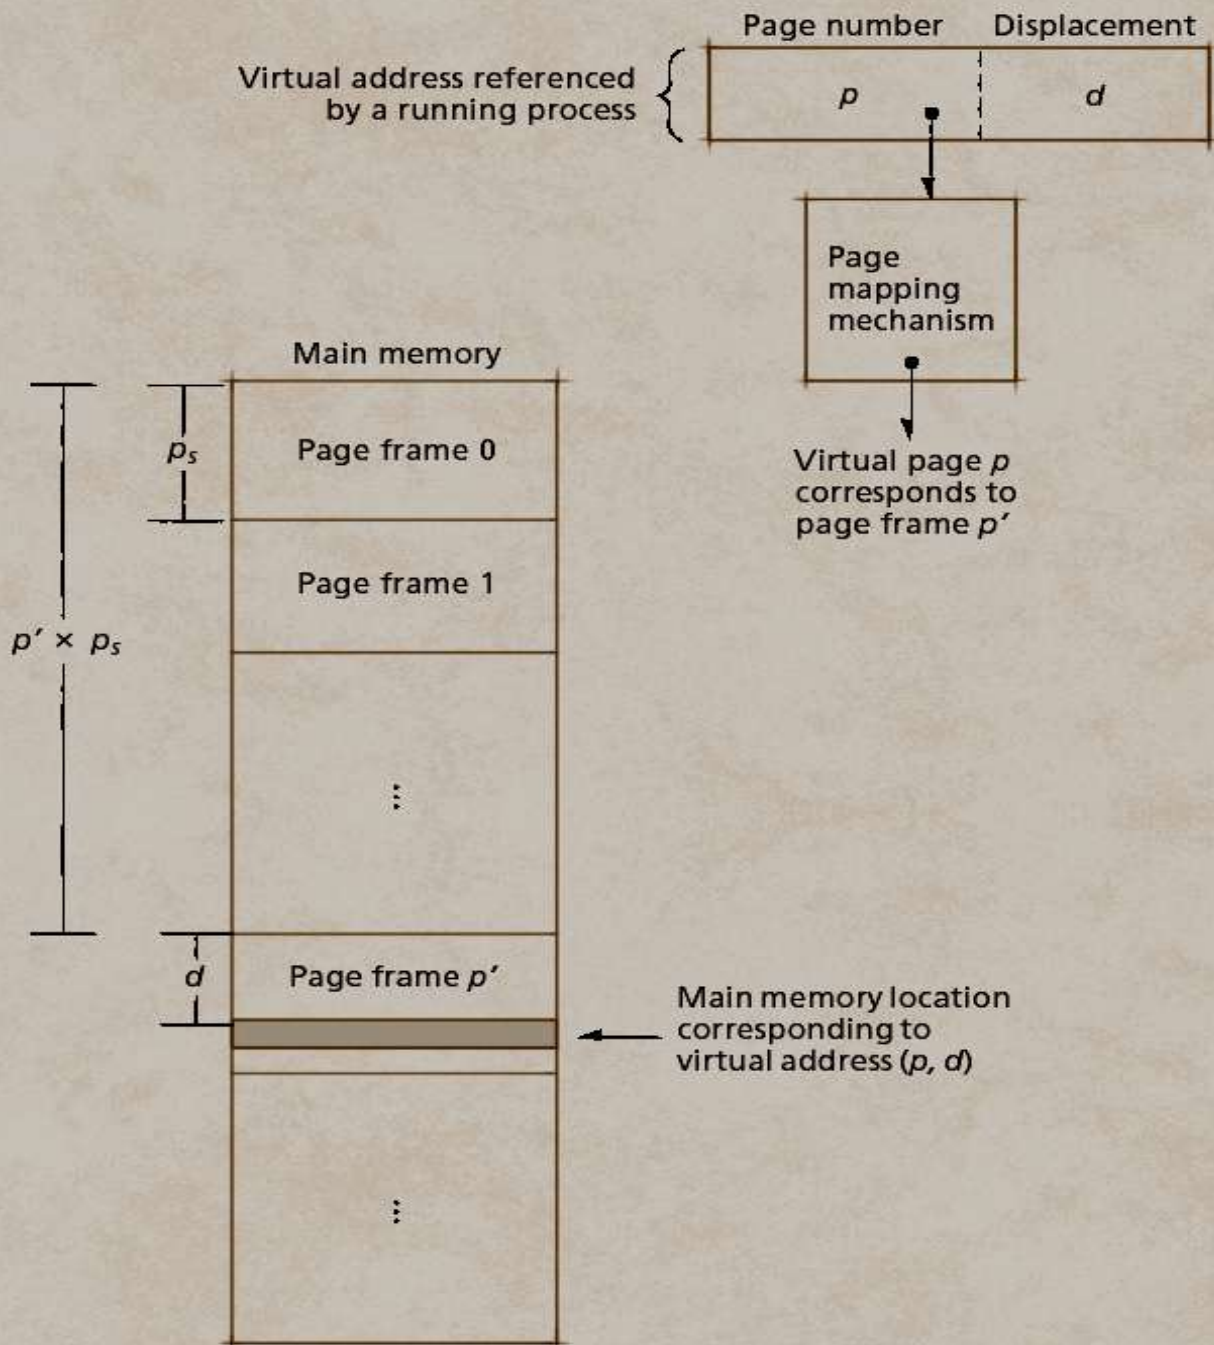 Page number Displacement
Virtual address referenced
by a running process
p d
Page
mapping
mechanism
Virtual page p
corresponds to
page frame p′
Main memory
pₛ
Page frame 0
Page frame 1
p′ × pₛ
⋮
d
Page frame p′
Main memory location
corresponding to
virtual address (p, d)
⋮